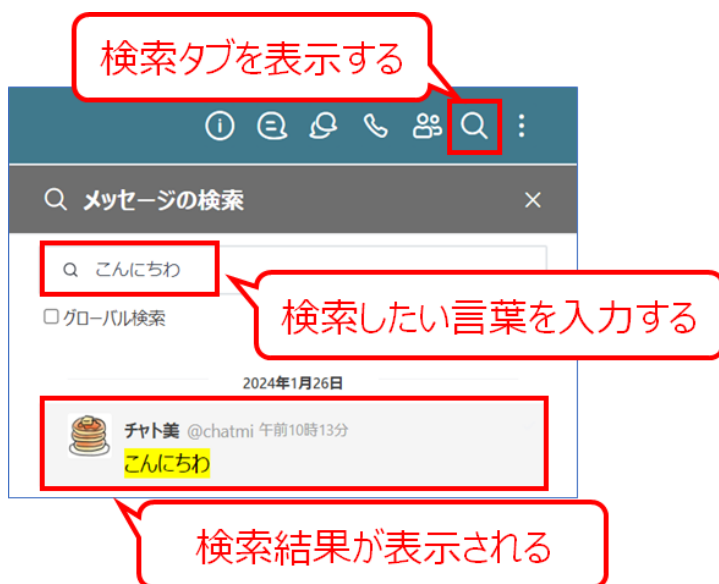 検索タブを表示する
メッセージの検索
こんにちわ
検索したい言葉を入力する
グローバル検索
2024年1月26日
チャト美 @chatmi 午前10時13分
こんにちわ
検索結果が表示される